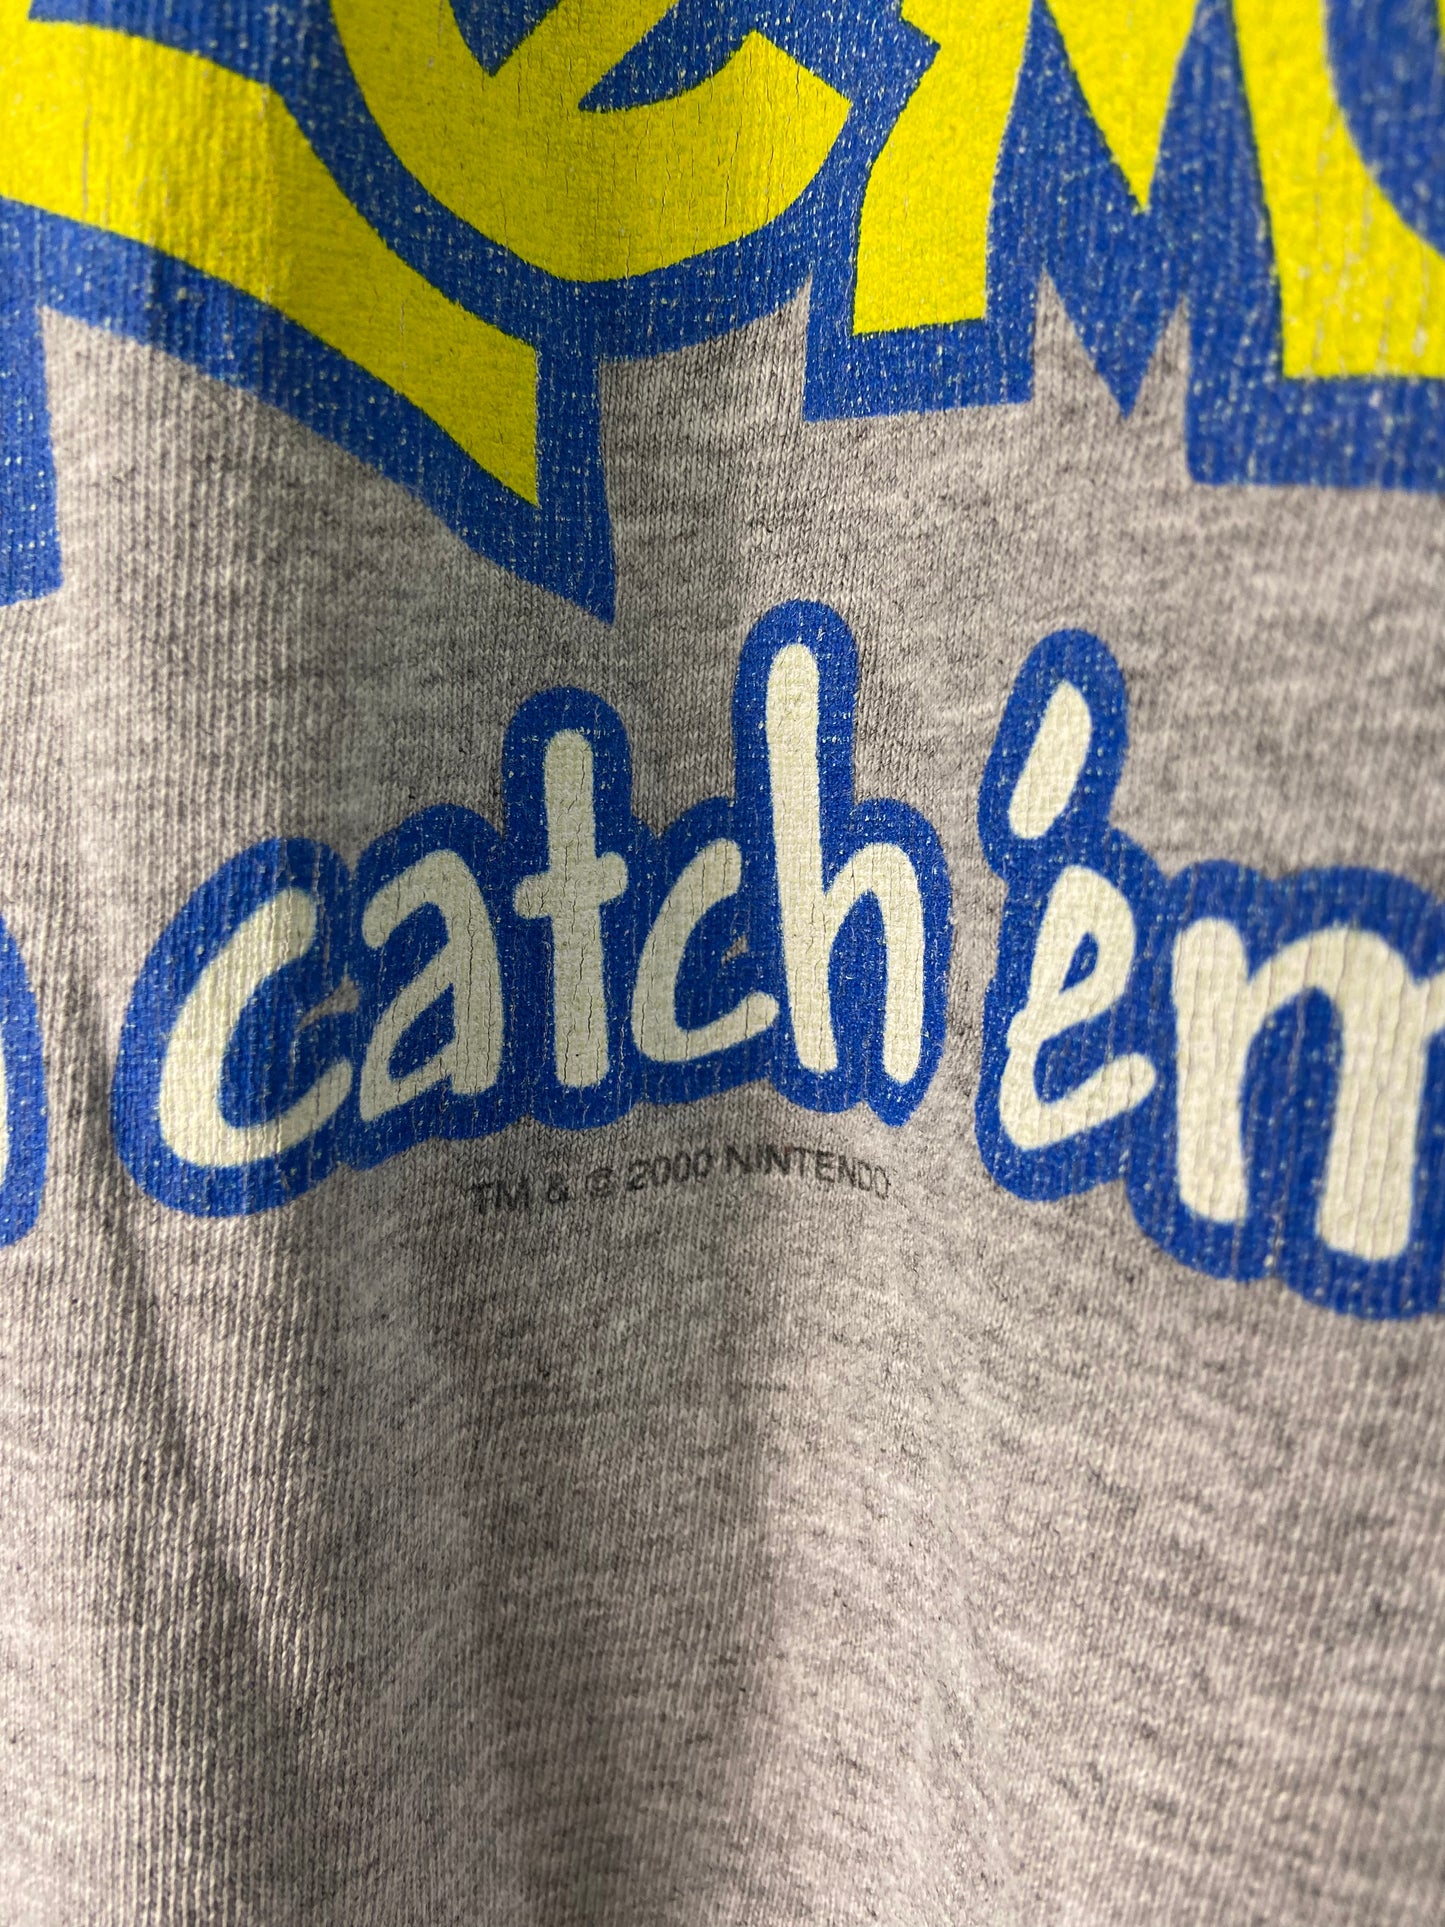 catch 'em
TM & © 2000 NINTENDO